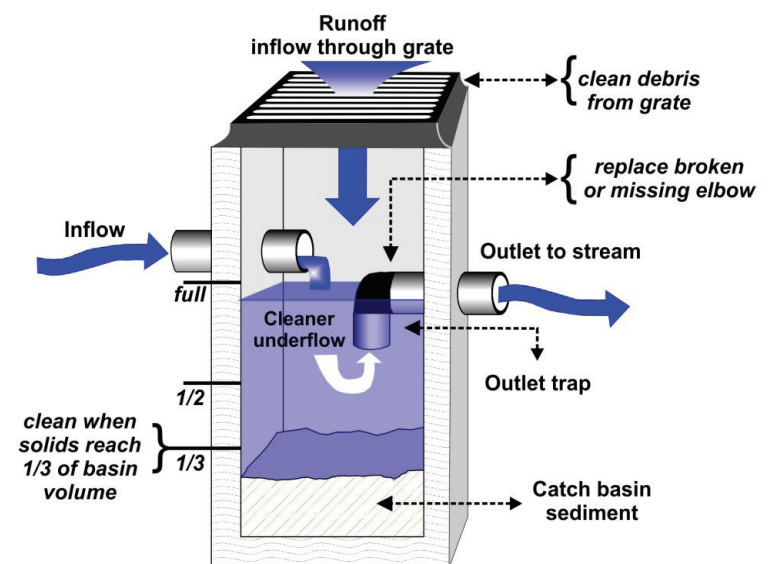 Runoff
inflow through grate
clean debris
from grate
replace broken
or missing elbow
Inflow
Outlet to stream
full
Cleaner
underflow
Outlet trap
1/2
clean when
solids reach
1/3 of basin
volume
1/3
Catch basin
sediment